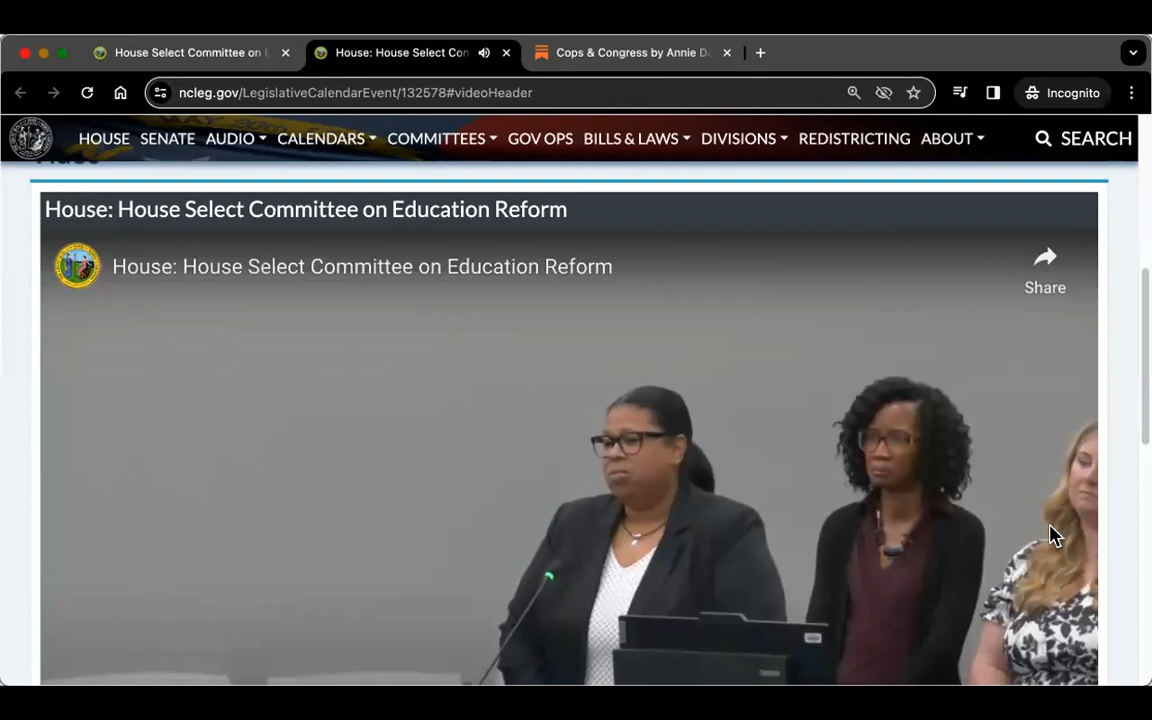 House Select Committee on E
House: House Select Con
Cops & Congress by Annie D
ncleg.gov/LegislativeCalendarEvent/132578#videoHeader
Incognito
HOUSE SENATE AUDIO CALENDARS COMMITTEES GOV OPS BILLS & LAWS DIVISIONS REDISTRICTING ABOUT SEARCH
House: House Select Committee on Education Reform
House: House Select Committee on Education Reform
Share